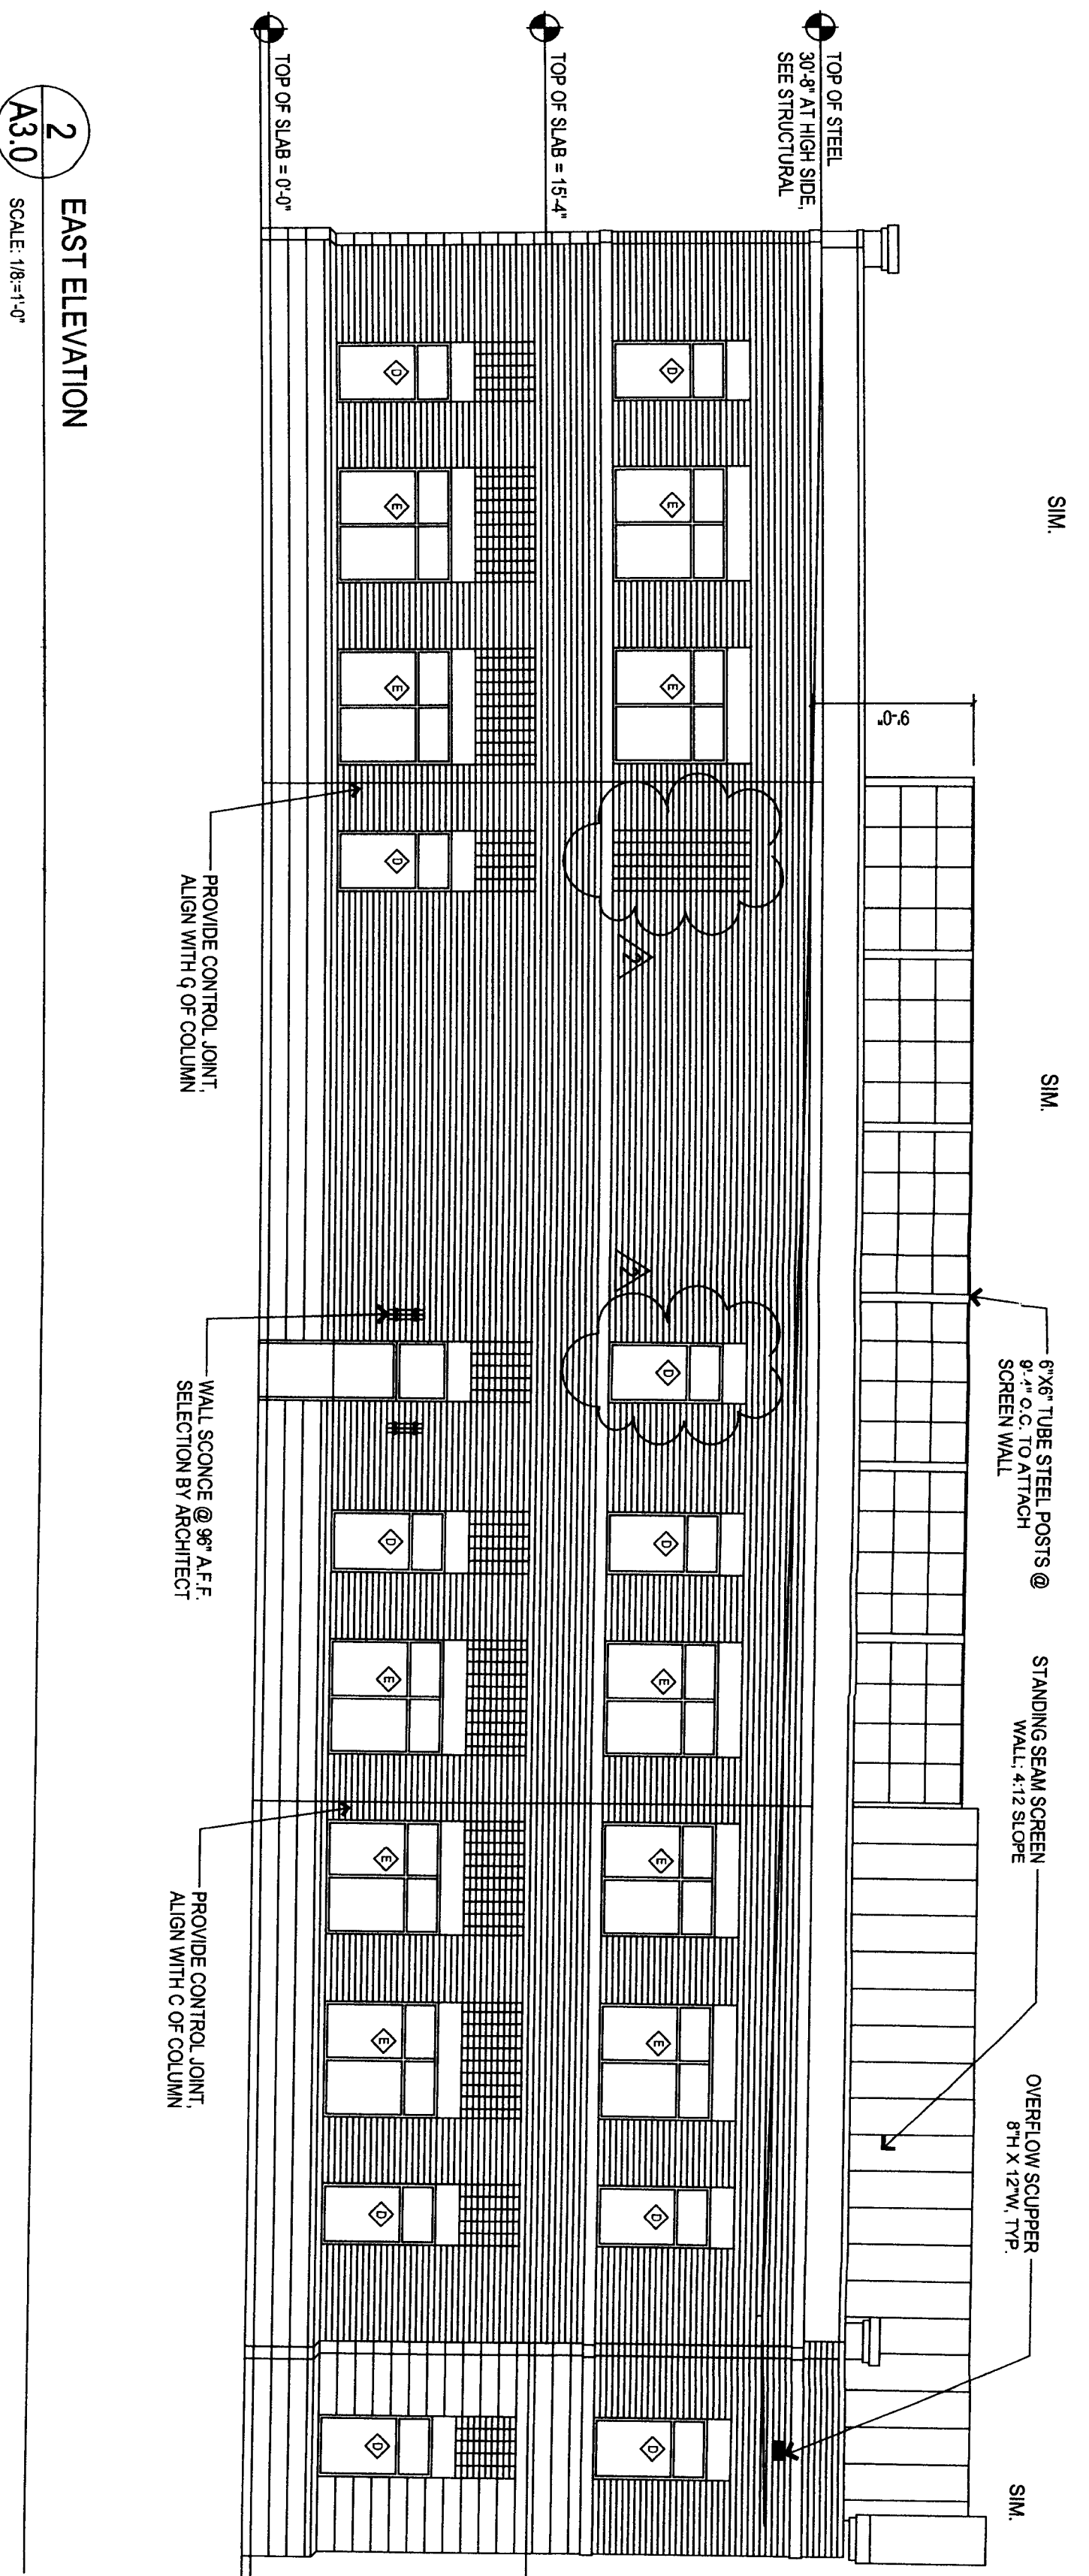 SIM.
SIM.
SIM.
6"X6" TUBE STEEL POSTS @
9'-4" O.C. TO ATTACH
SCREEN WALL
STANDING SEAM SCREEN
WALL; 4:12 SLOPE
OVERFLOW SCUPPER
8"H X 12"W, TYP.
TOP OF STEEL
30'-8" AT HIGH SIDE,
SEE STRUCTURAL
9'-0"
TOP OF SLAB = 15'-4"
TOP OF SLAB = 0'-0"
D
E
E
D
D
E
E
E
D
D
2
2
D
E
E
D
D
E
E
E
D
D
PROVIDE CONTROL JOINT,
ALIGN WITH C OF COLUMN
WALL SCONCE @ 96" A.F.F.
SELECTION BY ARCHITECT
PROVIDE CONTROL JOINT,
ALIGN WITH C OF COLUMN
2
A3.0
EAST ELEVATION
SCALE: 1/8:=1'-0"